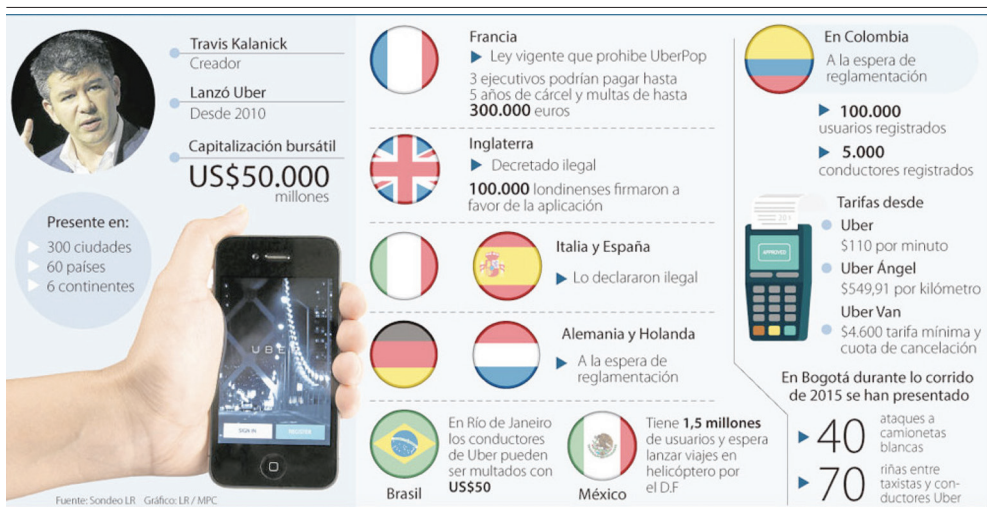 Travis Kalanick
Creador
Lanzó Uber
Desde 2010
Capitalización bursátil
US$50.000
millones
Presente en:
300 ciudades
60 países
6 continentes
UBE
SIGN IN
REGISTER
Fuente: Sondeo LR   Gráfico: LR / MPC
Francia
Ley vigente que prohibe UberPop
3 ejecutivos podrían pagar hasta
5 años de cárcel y multas de hasta
300.000 euros
Inglaterra
Decretado ilegal
100.000 londinenses firmaron a
favor de la aplicación
Italia y España
Lo declararon ilegal
Alemania y Holanda
A la espera de
reglamentación
Brasil
En Río de Janeiro
los conductores
de Uber pueden
ser multados con
US$50
México
Tiene 1,5 millones
de usuarios y espera
lanzar viajes en
helicóptero por
el D.F
En Colombia
A la espera de
reglamentación
100.000
usuarios registrados
5.000
conductores registrados
APPROVED
Tarifas desde
Uber
$110 por minuto
Uber Ángel
$549,91 por kilómetro
Uber Van
$4.600 tarifa mínima y
cuota de cancelación
En Bogotá durante lo corrido
de 2015 se han presentado
40
ataques a
camionetas
blancas
70
riñas entre
taxistas y con-
ductores Uber